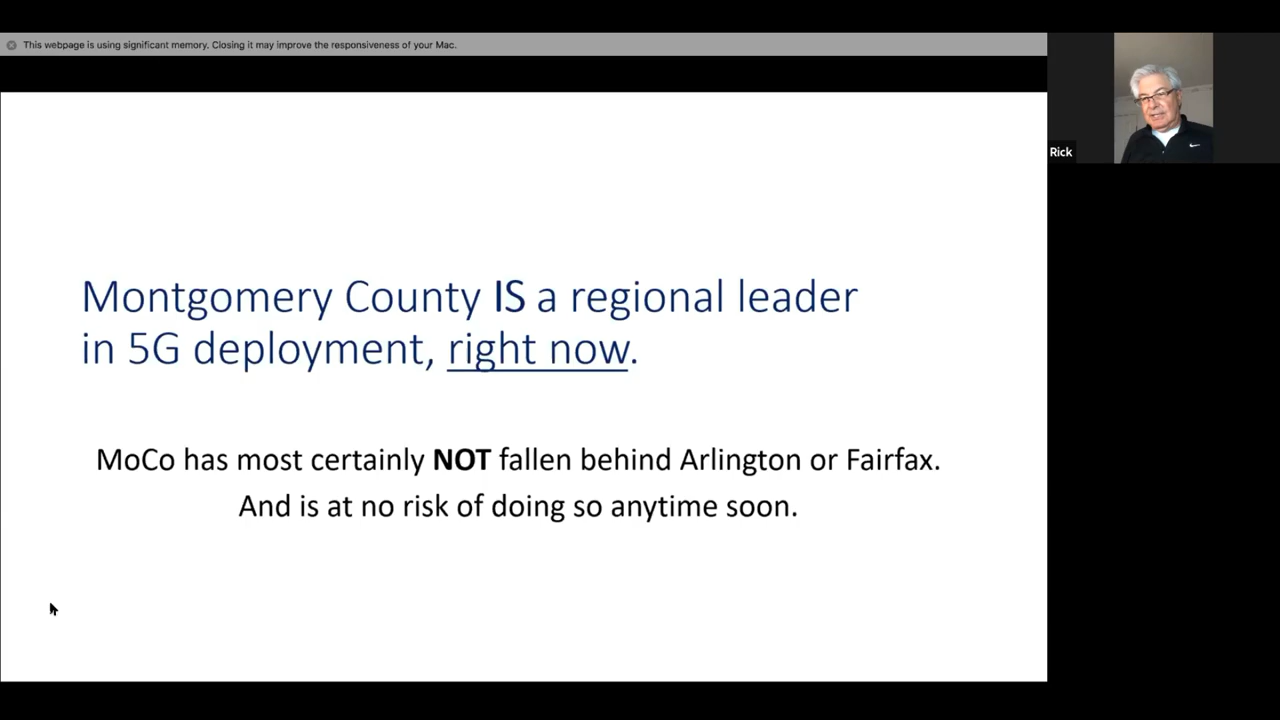 This webpage is using significant memory. Closing it may improve the responsiveness of your Mac.
Rick
Montgomery County IS a regional leader
in 5G deployment, right now.
MoCo has most certainly NOT fallen behind Arlington or Fairfax.
And is at no risk of doing so anytime soon.